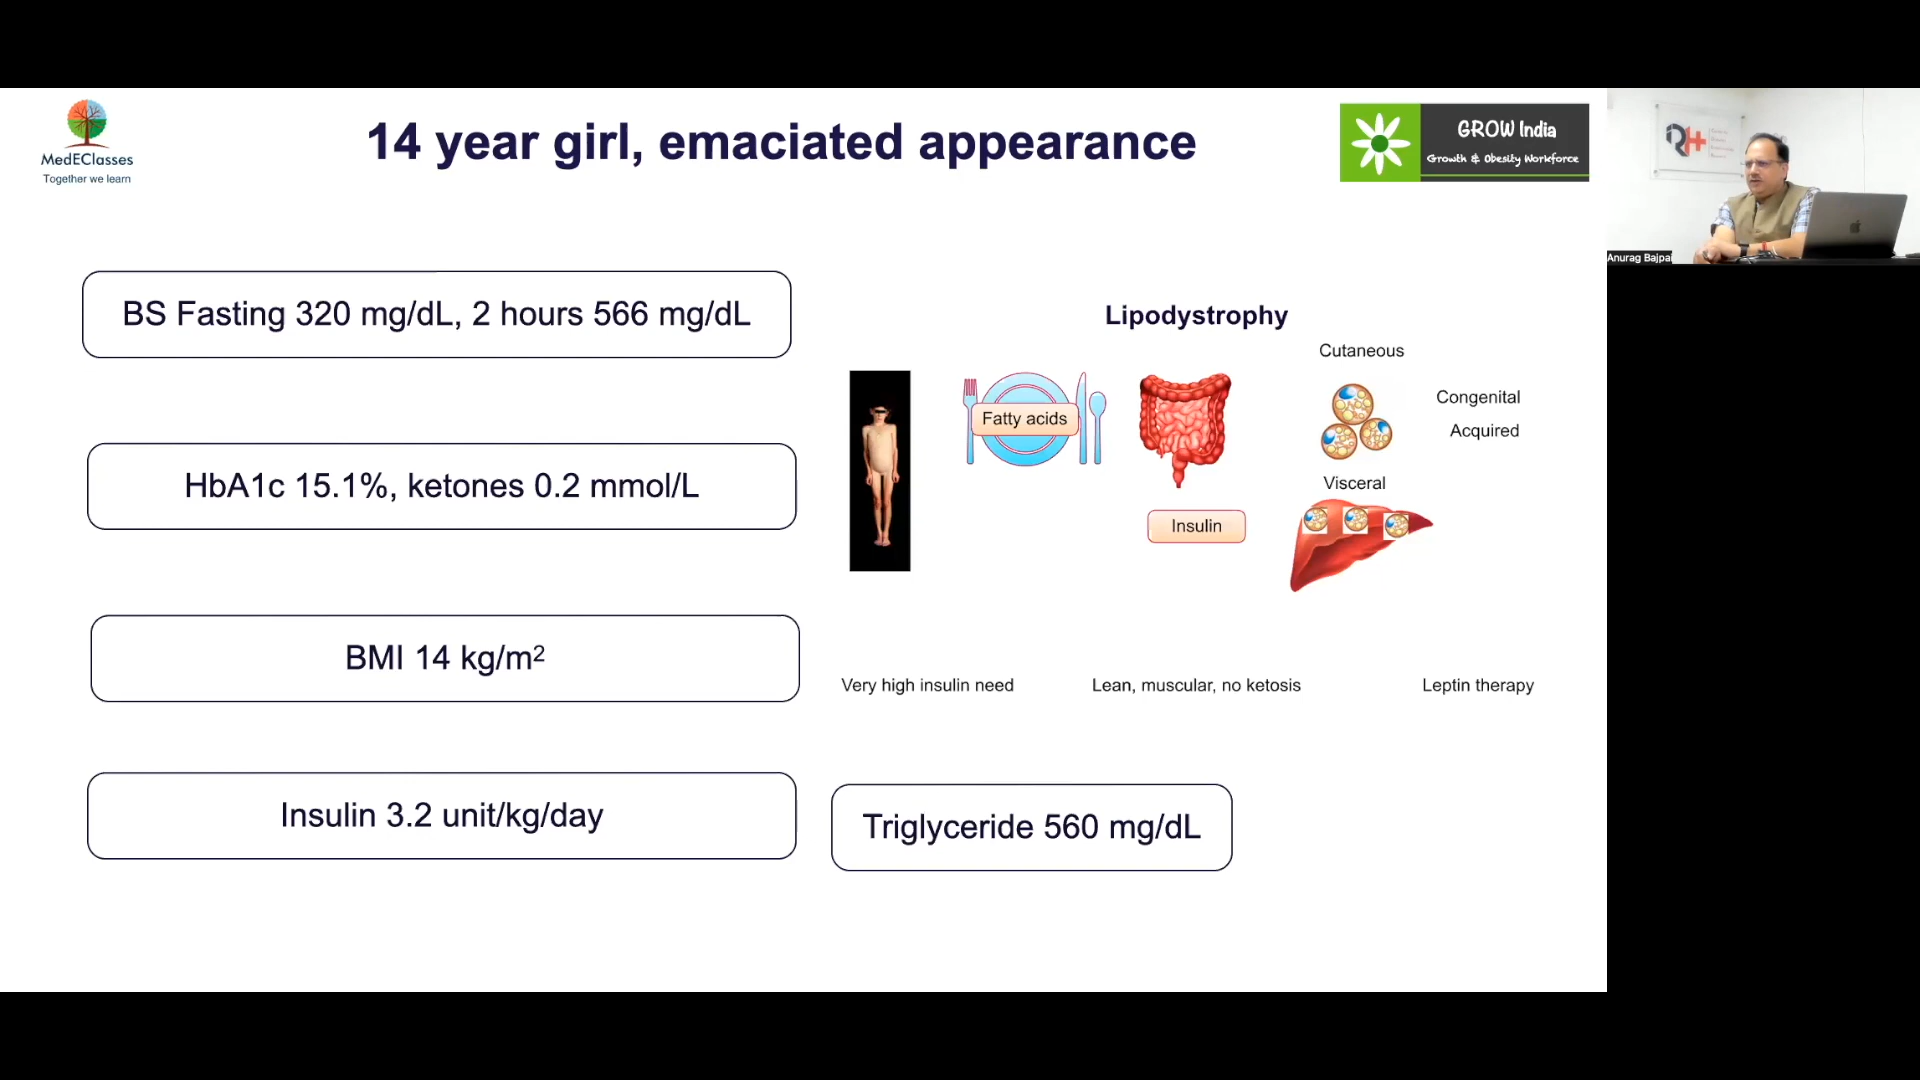 MedEClasses
Together we learn
14 year girl, emaciated appearance
GROW India
Growth & Obesity Workforce
Anurag Bajpai
BS Fasting 320 mg/dL, 2 hours 566 mg/dL
HbA1c 15.1%, ketones 0.2 mmol/L
BMI 14 kg/m²
Insulin 3.2 unit/kg/day
Lipodystrophy
Cutaneous
Fatty acids
Congenital
Acquired
Visceral
Insulin
Very high insulin need
Lean, muscular, no ketosis
Leptin therapy
Triglyceride 560 mg/dL